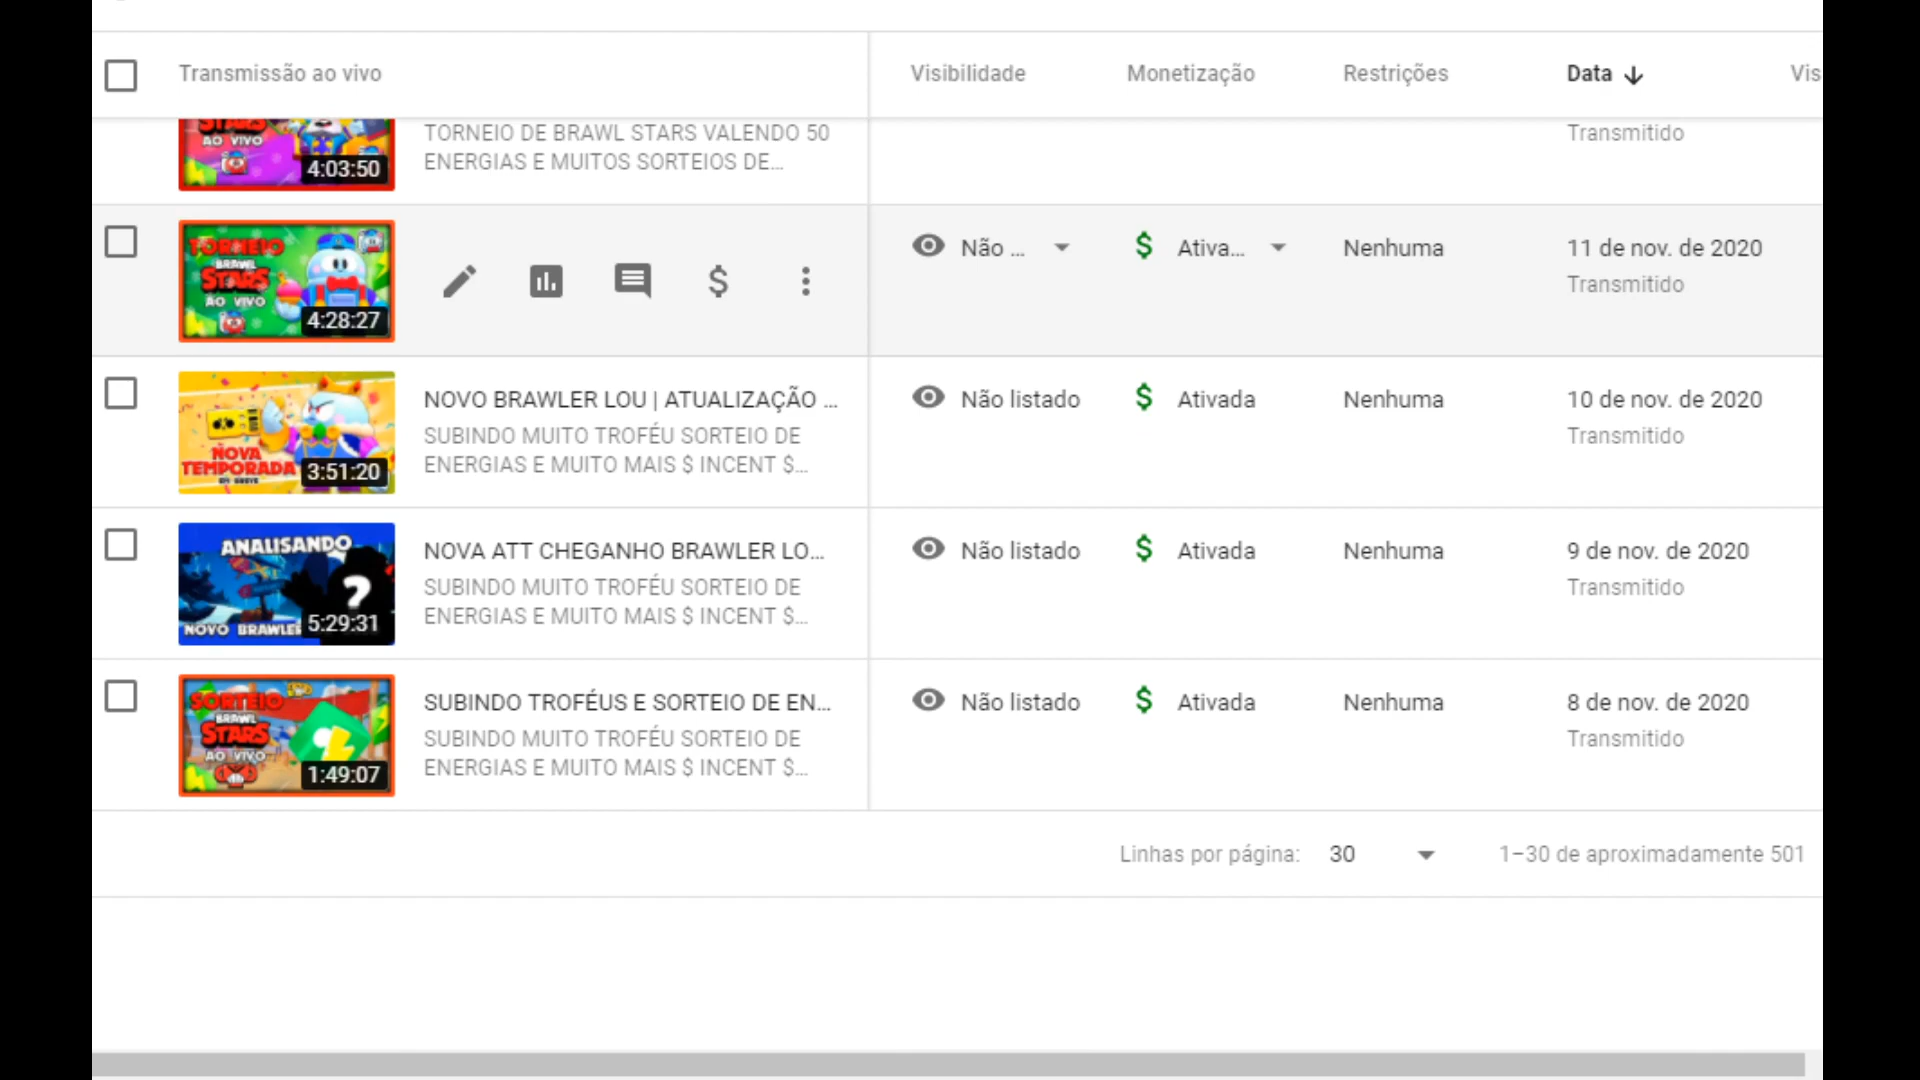 Transmissão ao vivo
Visibilidade
Monetização
Restrições
Data
Vis
STARS
AO VIVO
4:03:50
TORNEIO DE BRAWL STARS VALENDO 50
ENERGIAS E MUITOS SORTEIOS DE...
Transmitido
TORNEIO
BRAWL
STARS
AO VIVO
4:28:27
Não ...
$ Ativa...
Nenhuma
11 de nov. de 2020
Transmitido
NOVA
TEMPORADA
EM BREVE
3:51:20
NOVO BRAWLER LOU | ATUALIZAÇÃO ...
SUBINDO MUITO TROFÉU SORTEIO DE
ENERGIAS E MUITO MAIS $ INCENT $...
Não listado
$ Ativada
Nenhuma
10 de nov. de 2020
Transmitido
ANALISANDO
?
NOVO BRAWLER
5:29:31
NOVA ATT CHEGANHO BRAWLER LO...
SUBINDO MUITO TROFÉU SORTEIO DE
ENERGIAS E MUITO MAIS $ INCENT $...
Não listado
$ Ativada
Nenhuma
9 de nov. de 2020
Transmitido
SORTEIO
BRAWL
STARS
AO VIVO
1:49:07
SUBINDO TROFÉUS E SORTEIO DE EN...
SUBINDO MUITO TROFÉU SORTEIO DE
ENERGIAS E MUITO MAIS $ INCENT $...
Não listado
$ Ativada
Nenhuma
8 de nov. de 2020
Transmitido
Linhas por página: 30
1–30 de aproximadamente 501